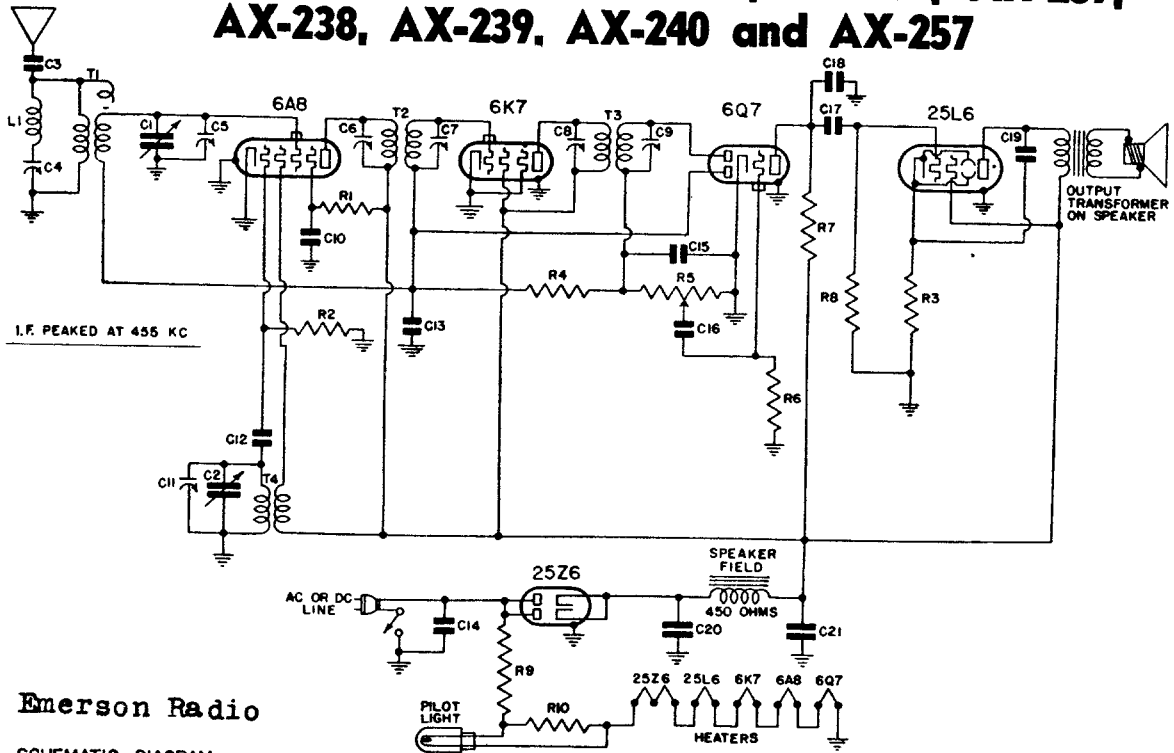 AX-238, AX-239, AX-240 and AX-257
C3
T1
C18
6A8
6K7
6Q7
C17
25L6
L1
C1
C5
C6
T2
C7
C8
T3
C9
C19
C4
OUTPUT
TRANSFORMER
ON SPEAKER
R1
C10
R7
C15
R4
R5
R8
R3
R2
C13
C16
I.F. PEAKED AT 455 KC
R6
C12
C11
C2
T4
SPEAKER
FIELD
25Z6
AC OR DC
LINE
450 OHMS
C14
C20
C21
R9
25Z6 25L6 6K7 6A8 6Q7
Emerson Radio
PILOT
LIGHT
R10
HEATERS